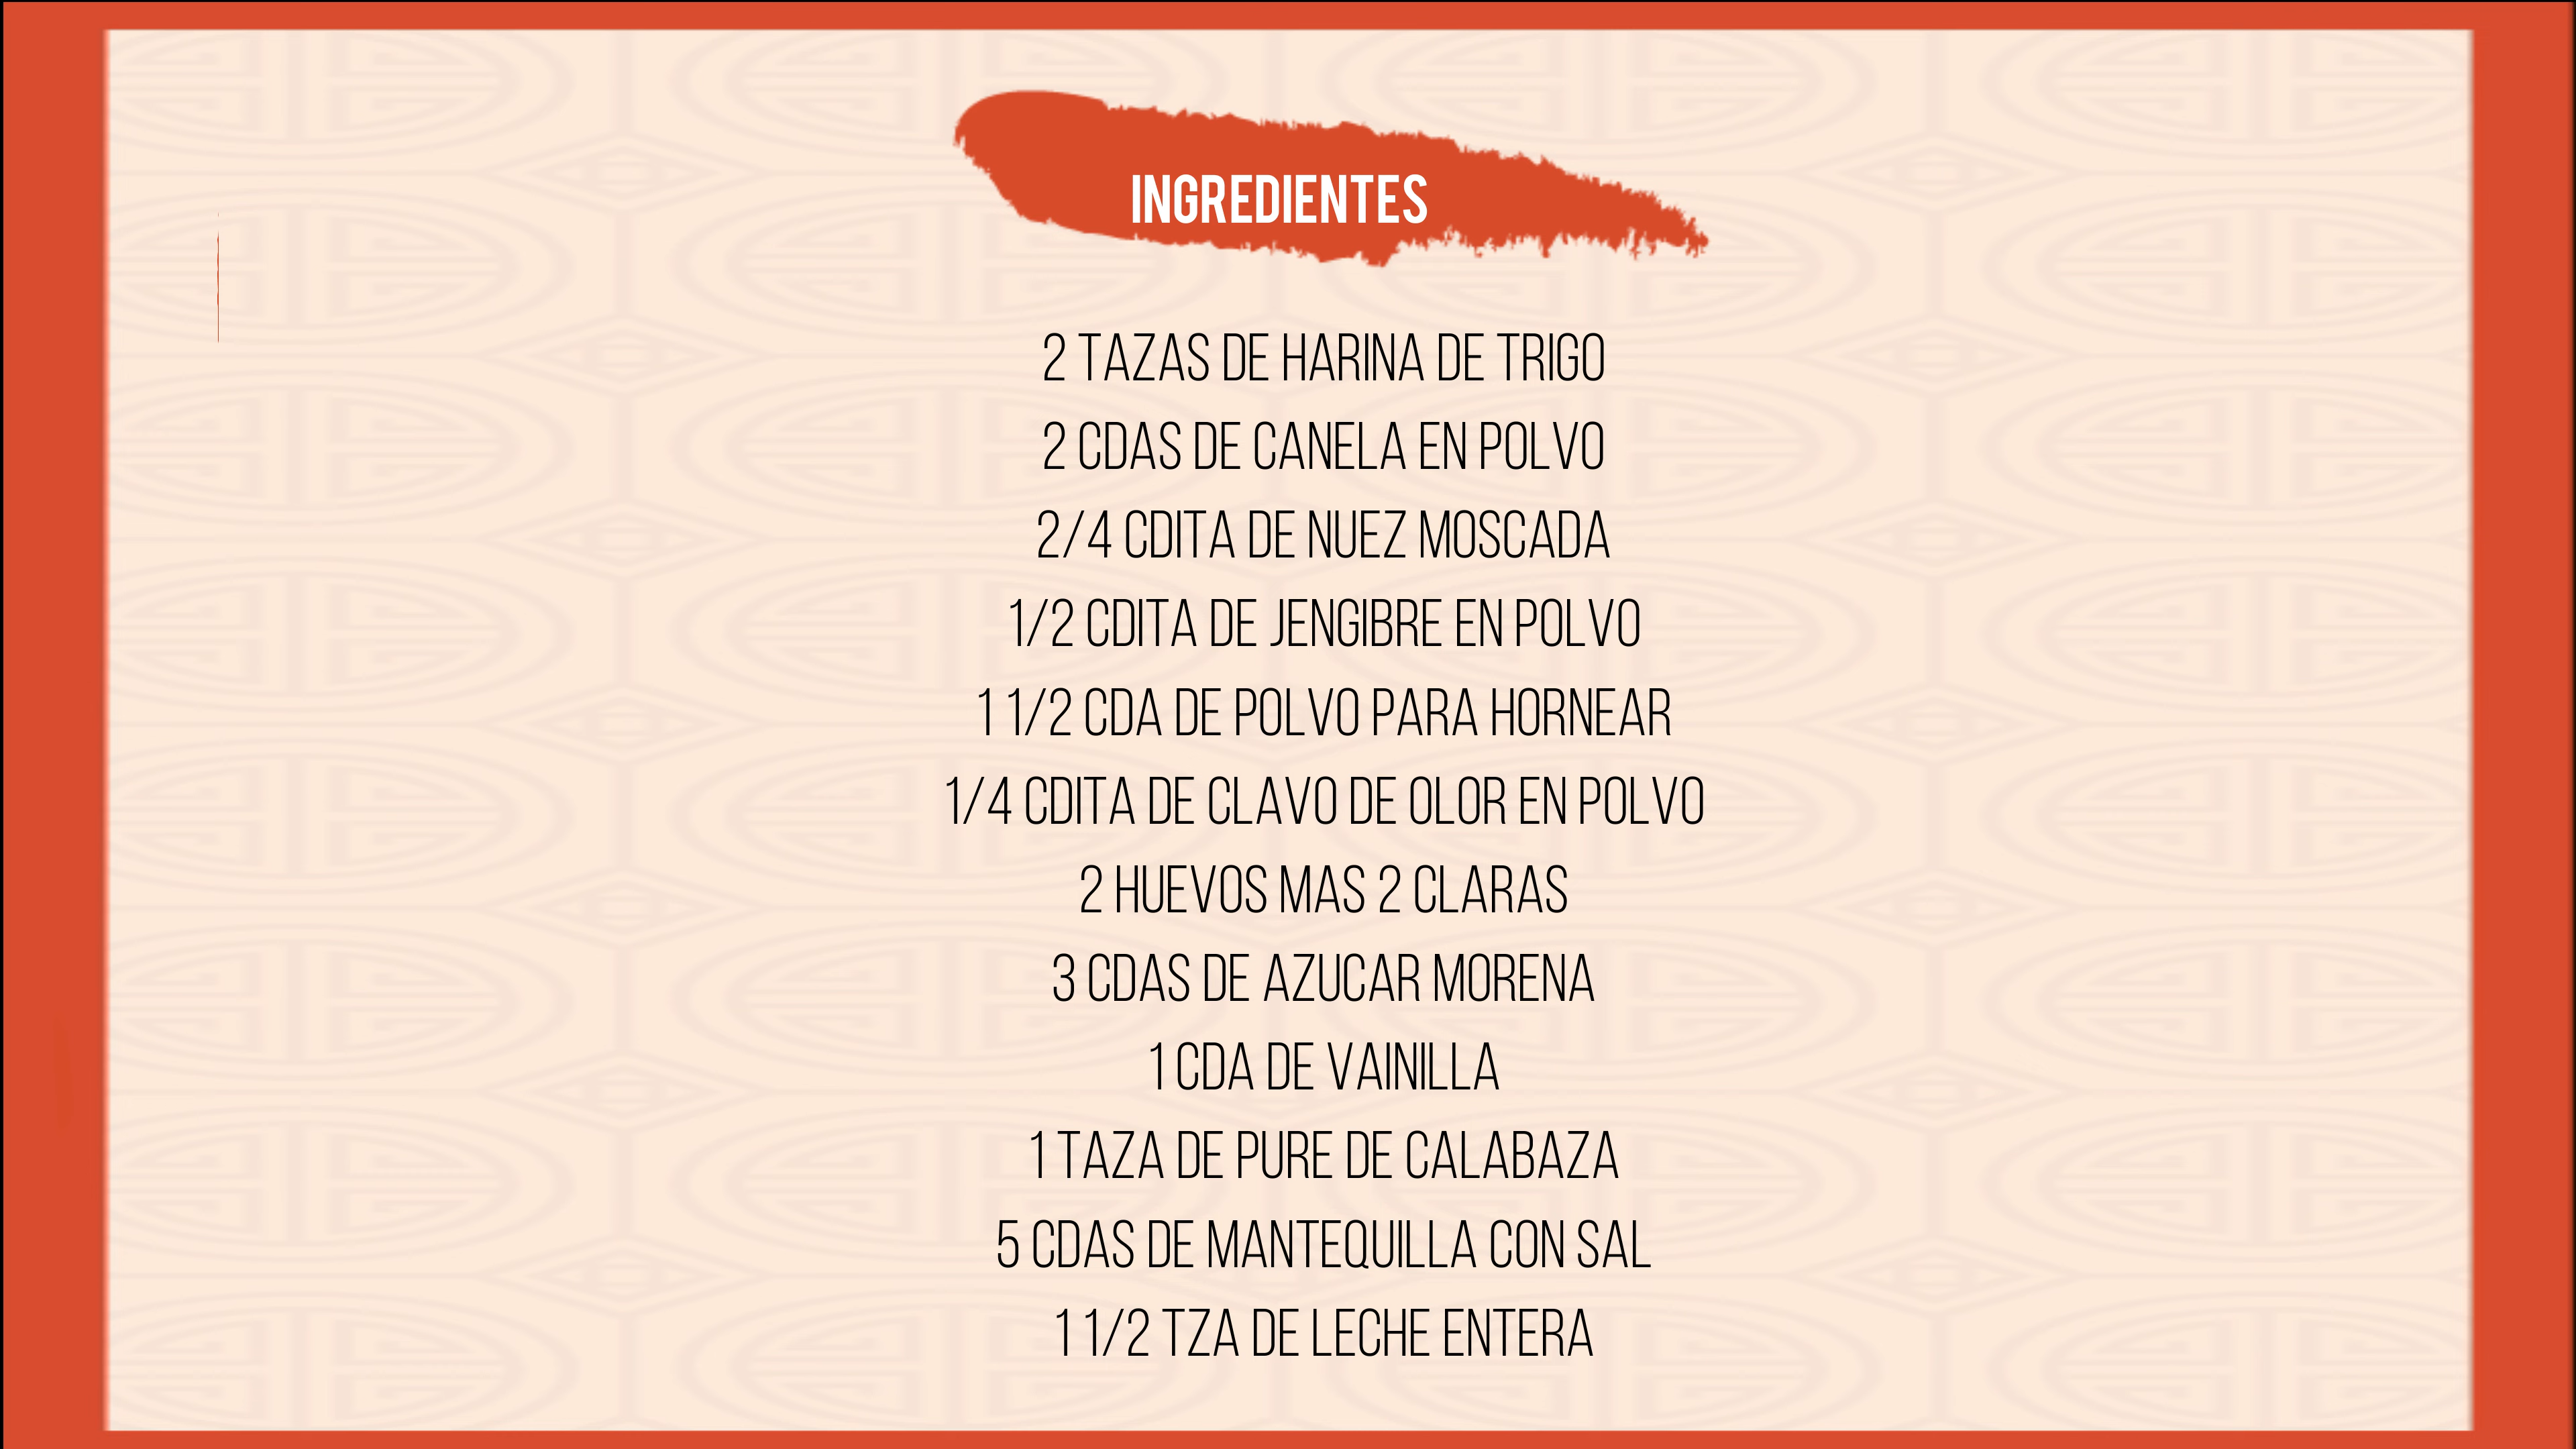 INGREDIENTES
2 TAZAS DE HARINA DE TRIGO
2 CDAS DE CANELA EN POLVO
2/4 CDITA DE NUEZ MOSCADA
1/2 CDITA DE JENGIBRE EN POLVO
1 1/2 CDA DE POLVO PARA HORNEAR
1/4 CDITA DE CLAVO DE OLOR EN POLVO
2 HUEVOS MAS 2 CLARAS
3 CDAS DE AZUCAR MORENA
1 CDA DE VAINILLA
1 TAZA DE PURE DE CALABAZA
5 CDAS DE MANTEQUILLA CON SAL
1 1/2 TZA DE LECHE ENTERA